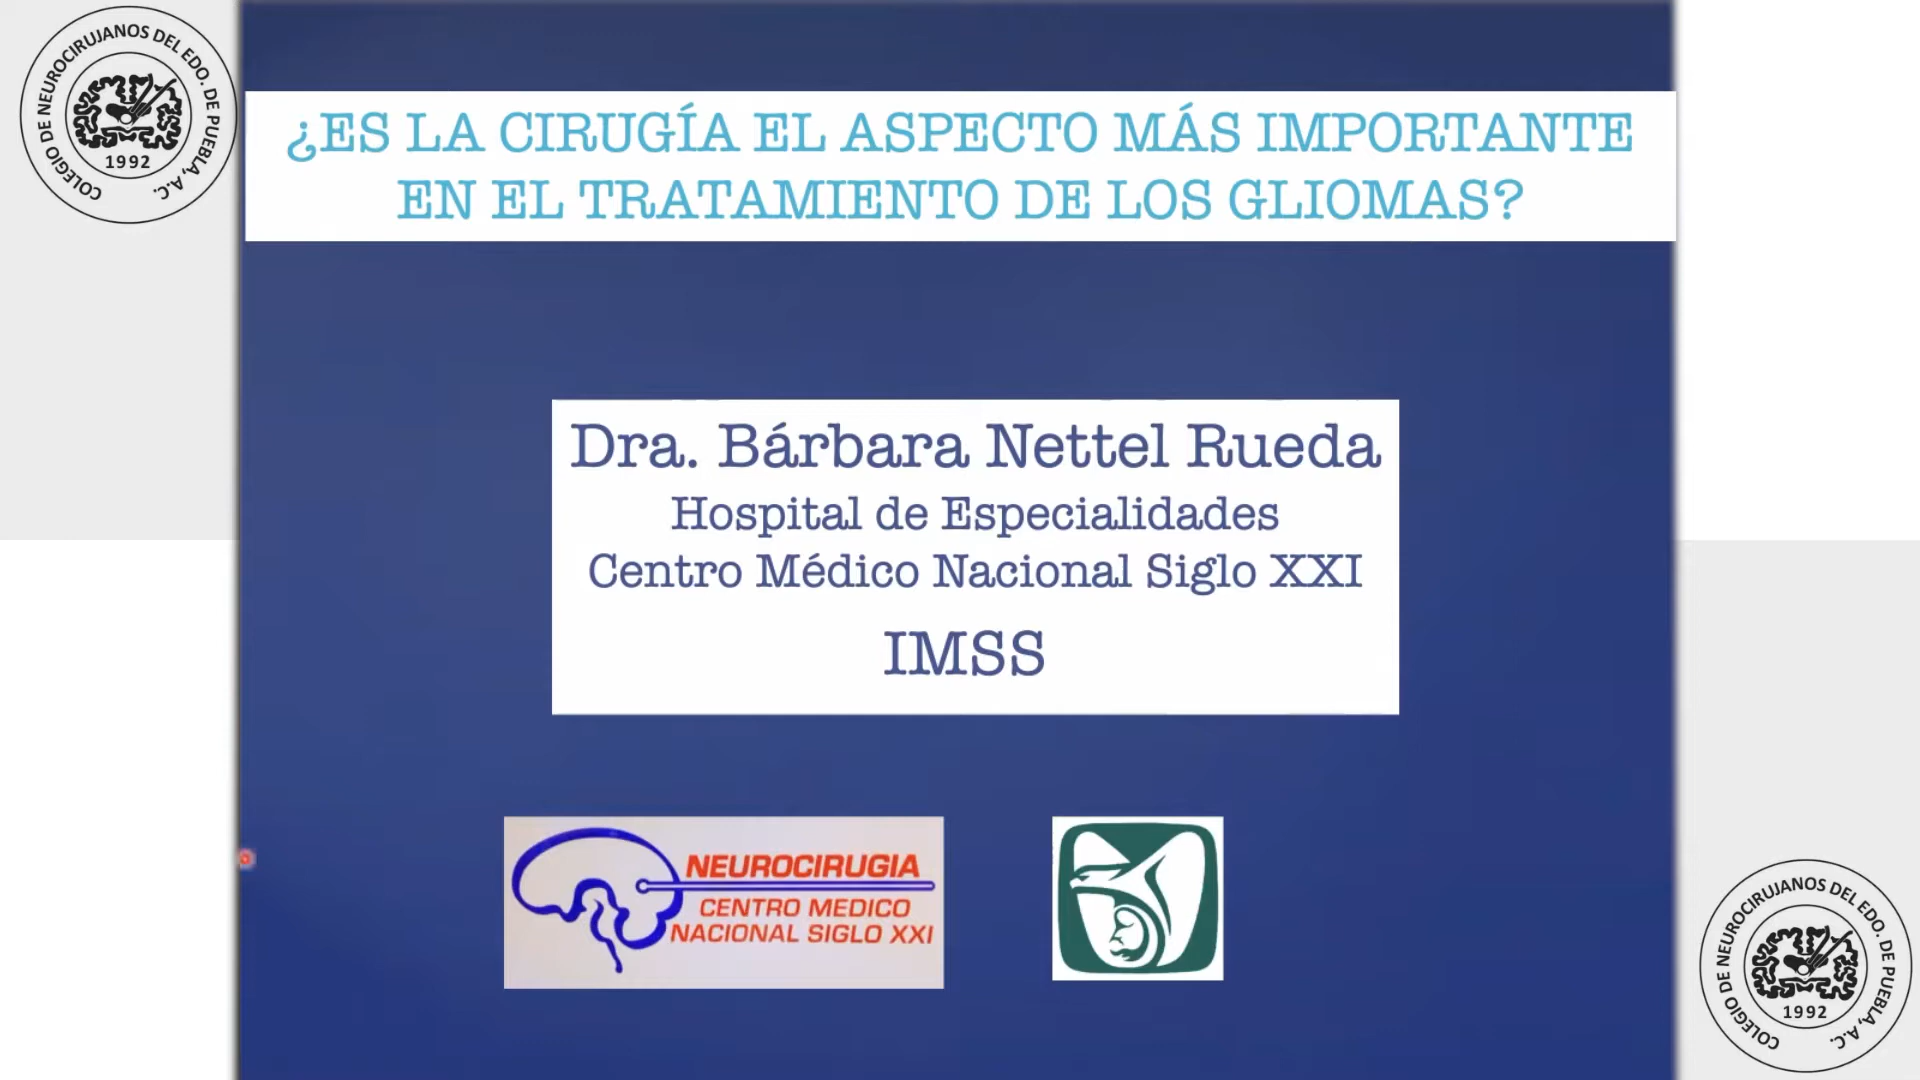 COLEGIO DE NEUROCIRUJANOS DEL EDO. DE PUEBLA, A.C.
1992
¿ES LA CIRUGÍA EL ASPECTO MÁS IMPORTANTE
EN EL TRATAMIENTO DE LOS GLIOMAS?
Dra. Bárbara Nettel Rueda
Hospital de Especialidades
Centro Médico Nacional Siglo XXI
IMSS
NEUROCIRUGIA
CENTRO MEDICO
NACIONAL SIGLO XXI
COLEGIO DE NEUROCIRUJANOS DEL EDO. DE PUEBLA, A.C.
1992